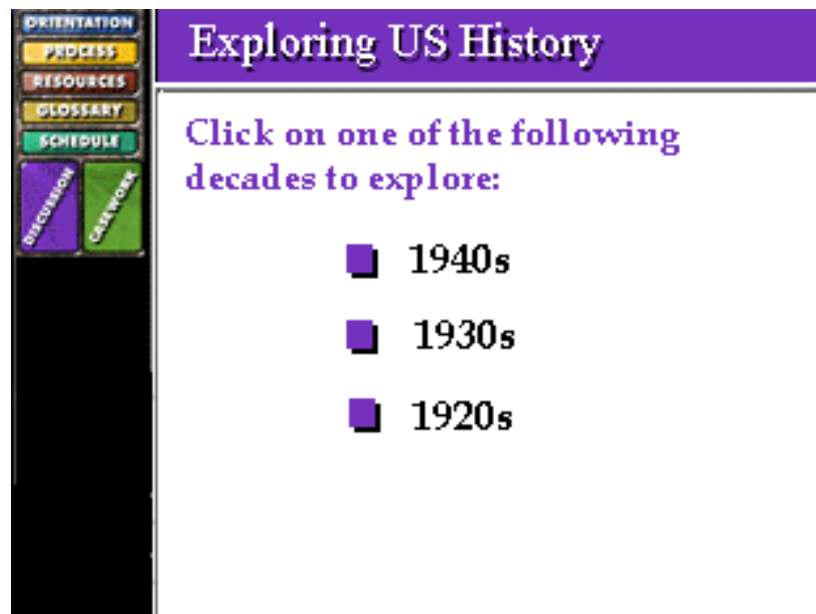 ORIENTATION
PROCESS
RESOURCES
GLOSSARY
SCHEDULE
DISCUSSION
CASEWORK
Exploring US History
Click on one of the following
decades to explore:
1940s
1930s
1920s